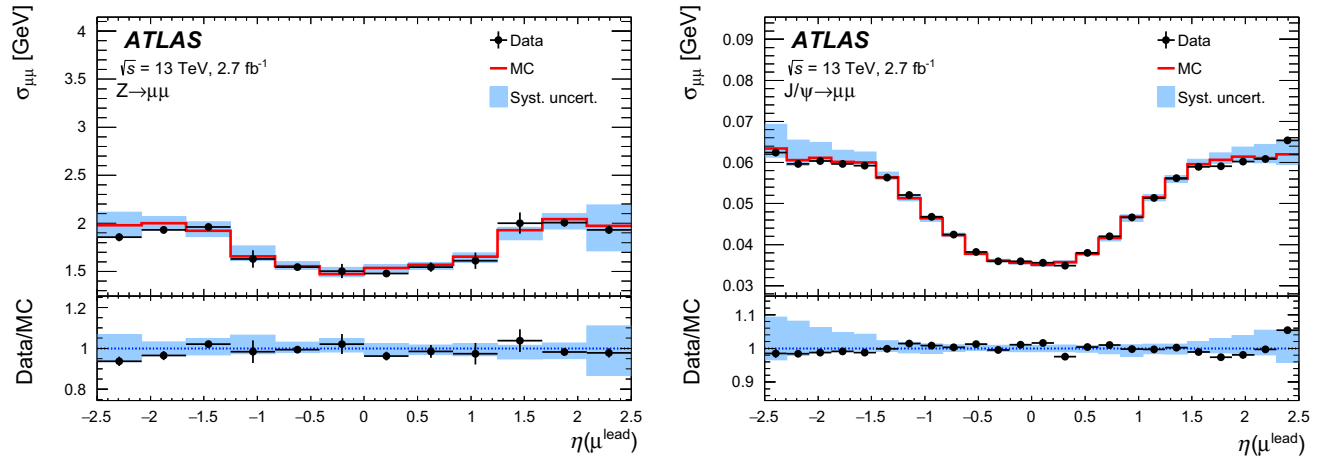 σμμ [GeV]
4
3.5
3
2.5
2
1.5
1
ATLAS
√s = 13 TeV, 2.7 fb⁻¹
Z→μμ
Data
MC
Syst. uncert.
Data/MC
1.2
1
0.8
−2.5 −2 −1.5 −1 −0.5 0 0.5 1 1.5 2 2.5
η(μˡᵉᵃᵈ)
σμμ [GeV]
0.09
0.08
0.07
0.06
0.05
0.04
0.03
ATLAS
√s = 13 TeV, 2.7 fb⁻¹
J/ψ→μμ
Data
MC
Syst. uncert.
Data/MC
1.1
1
0.9
−2.5 −2 −1.5 −1 −0.5 0 0.5 1 1.5 2 2.5
η(μˡᵉᵃᵈ)